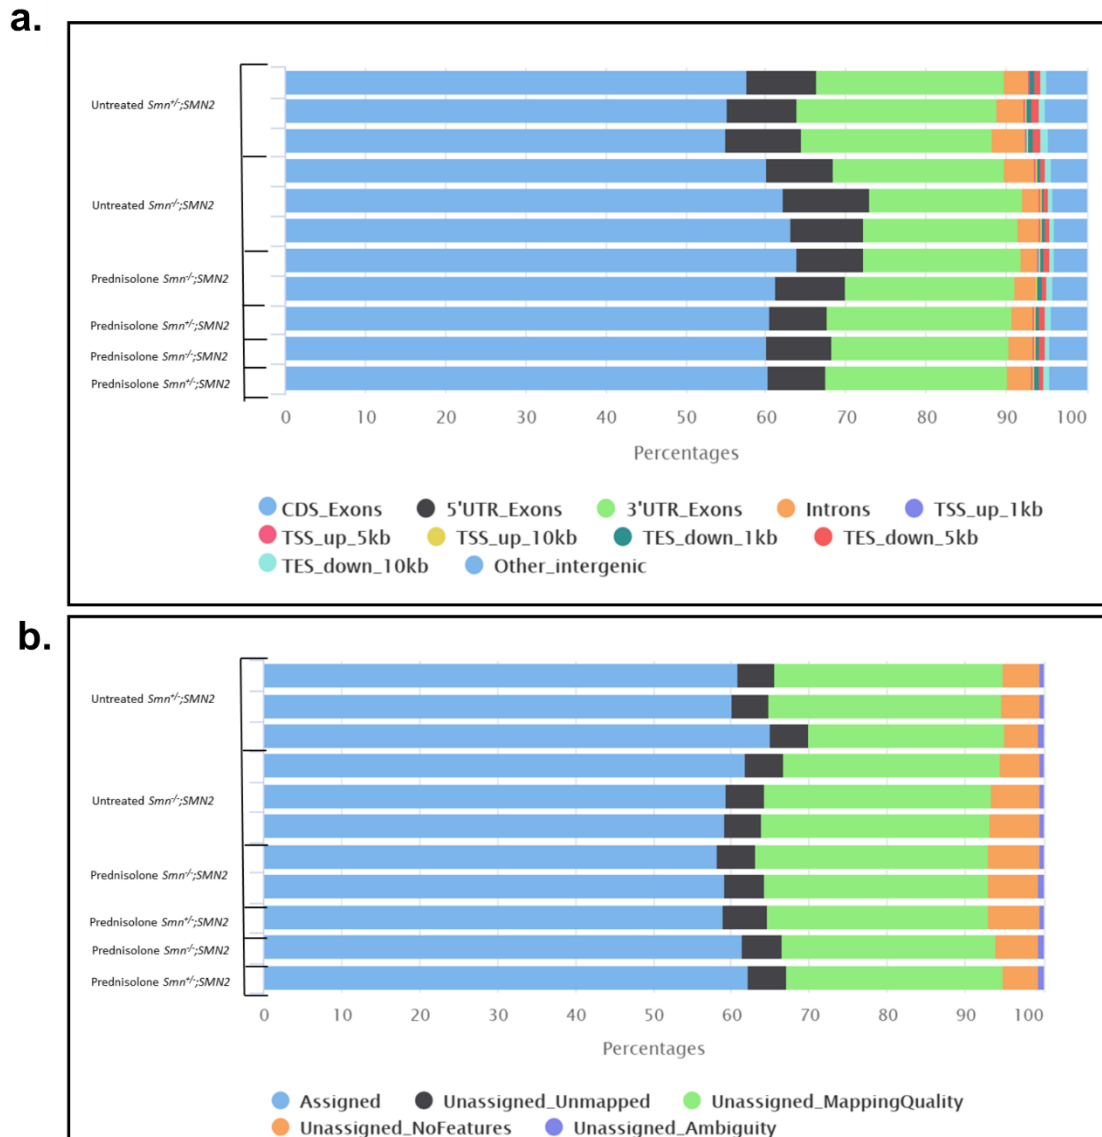 a.
Untreated Smn+/-;SMN2
Untreated Smn-/-;SMN2
Prednisolone Smn-/-;SMN2
Prednisolone Smn+/-;SMN2
Prednisolone Smn-/-;SMN2
Prednisolone Smn+/-;SMN2
0 10 20 30 40 50 60 70 80 90 100
Percentages
CDS_Exons 5'UTR_Exons 3'UTR_Exons Introns TSS_up_1kb
TSS_up_5kb TSS_up_10kb TES_down_1kb TES_down_5kb
TES_down_10kb Other_intergenic
b.
Untreated Smn+/-;SMN2
Untreated Smn-/-;SMN2
Prednisolone Smn-/-;SMN2
Prednisolone Smn+/-;SMN2
Prednisolone Smn-/-;SMN2
Prednisolone Smn+/-;SMN2
0 10 20 30 40 50 60 70 80 90 100
Percentages
Assigned Unassigned_Unmapped Unassigned_MappingQuality
Unassigned_NoFeatures Unassigned_Ambiguity